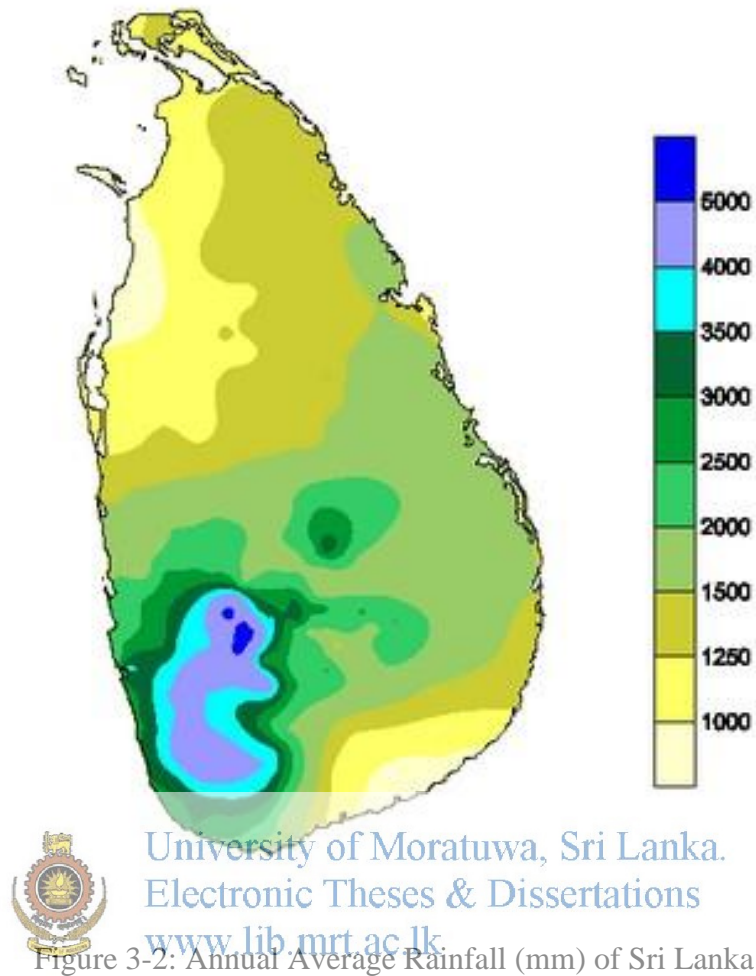 5000
4000
3500
3000
2500
2000
1500
1250
1000
University of Moratuwa, Sri Lanka.
Electronic Theses & Dissertations
www.lib.mrt.ac.lk
Figure 3-2: Annual Average Rainfall (mm) of Sri Lanka